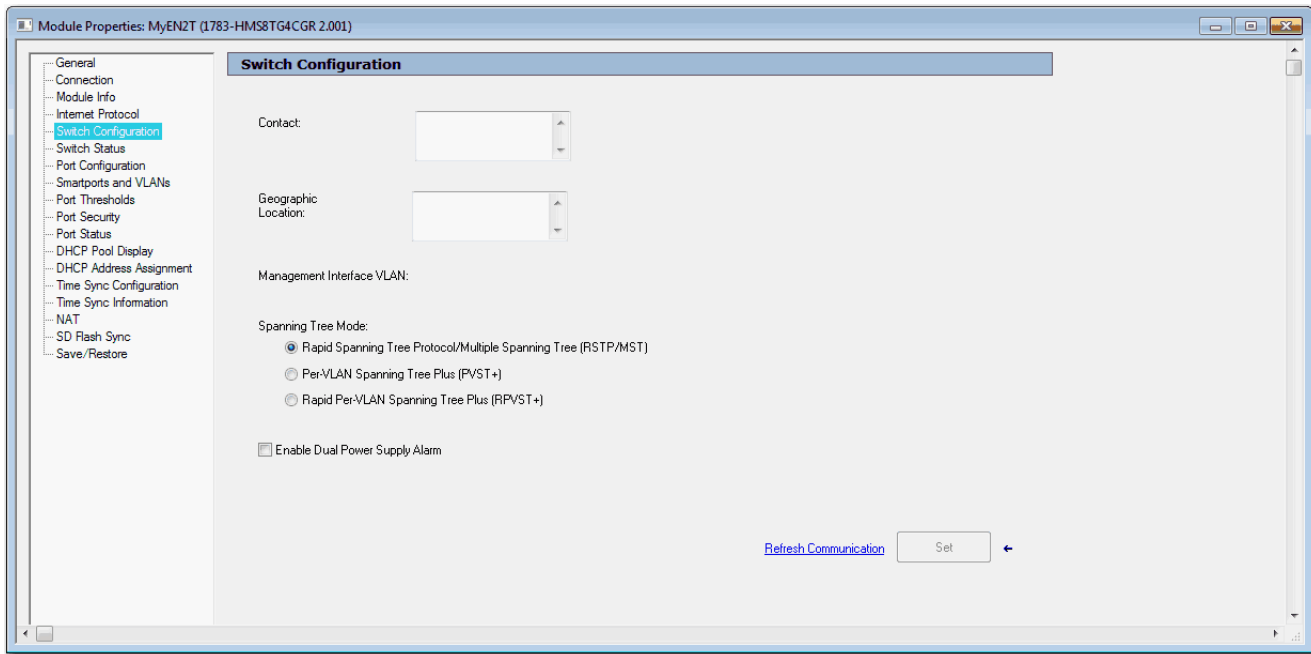 Module Properties: MyEN2T (1783-HMS8TG4CGR 2.001)
General
Connection
Module Info
Internet Protocol
Switch Configuration
Switch Status
Port Configuration
Smartports and VLANs
Port Thresholds
Port Security
Port Status
DHCP Pool Display
DHCP Address Assignment
Time Sync Configuration
Time Sync Information
NAT
SD Flash Sync
Save/Restore
Switch Configuration
Contact:
Geographic
Location:
Management Interface VLAN:
Spanning Tree Mode:
Rapid Spanning Tree Protocol/Multiple Spanning Tree (RSTP/MST)
Per-VLAN Spanning Tree Plus (PVST+)
Rapid Per-VLAN Spanning Tree Plus (RPVST+)
Enable Dual Power Supply Alarm
Refresh Communication
Set